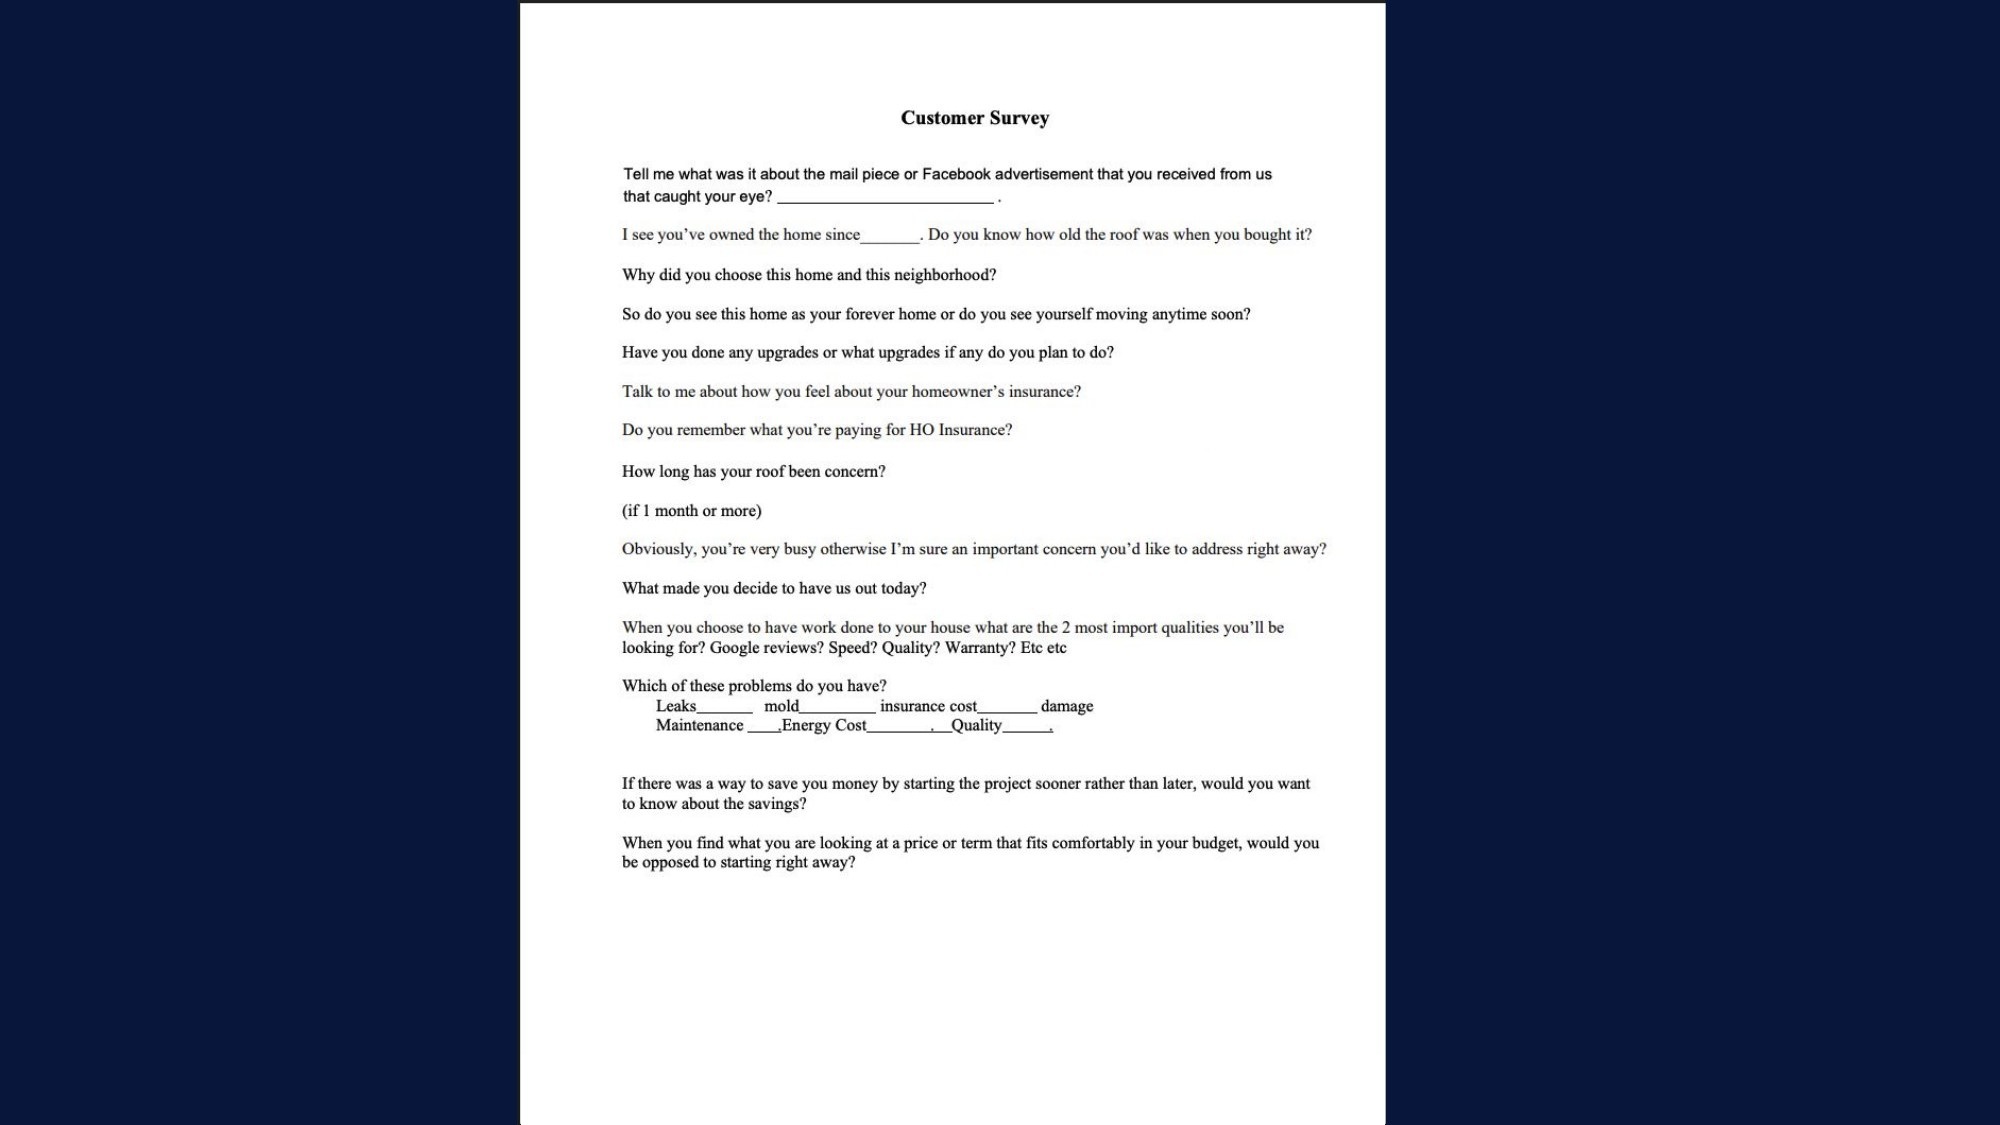 Customer Survey
Tell me what was it about the mail piece or Facebook advertisement that you received from us
that caught your eye? __________________________ .
I see you’ve owned the home since_______. Do you know how old the roof was when you bought it?
Why did you choose this home and this neighborhood?
So do you see this home as your forever home or do you see yourself moving anytime soon?
Have you done any upgrades or what upgrades if any do you plan to do?
Talk to me about how you feel about your homeowner’s insurance?
Do you remember what you’re paying for HO Insurance?
How long has your roof been concern?
(if 1 month or more)
Obviously, you’re very busy otherwise I’m sure an important concern you’d like to address right away?
What made you decide to have us out today?
When you choose to have work done to your house what are the 2 most import qualities you’ll be
looking for? Google reviews? Speed? Quality? Warranty? Etc etc
Which of these problems do you have?
Leaks_______ mold_________ insurance cost_______ damage
Maintenance ____.Energy Cost________.__Quality______.
If there was a way to save you money by starting the project sooner rather than later, would you want
to know about the savings?
When you find what you are looking at a price or term that fits comfortably in your budget, would you
be opposed to starting right away?